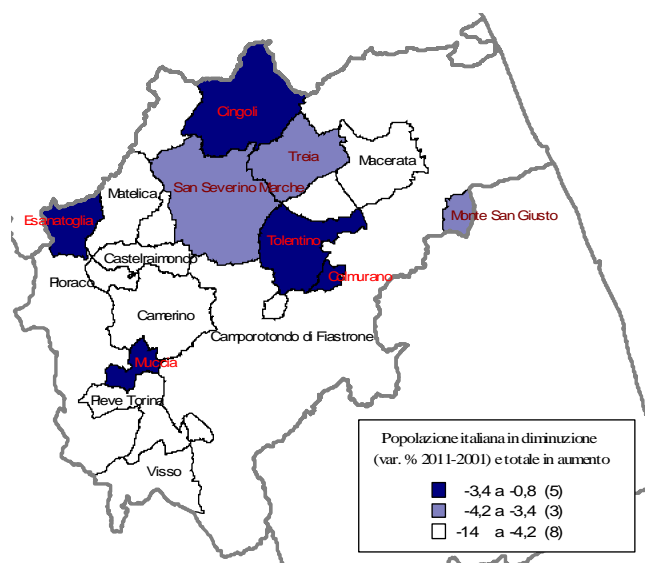 Cingoli
Treia
Macerata
San Severino Marche
Matelica
Esanatoglia
Monte San Giusto
Tolentino
Castelraimondo
Colmurano
Fioraco
Camerino
Camporotondo di Fiastrone
Muccia
Pieve Torina
Visso
Popolazione italiana in diminuzione
(var. % 2011-2001) e totale in aumento
-3,4 a -0,8 (5)
-4,2 a -3,4 (3)
-14 a -4,2 (8)